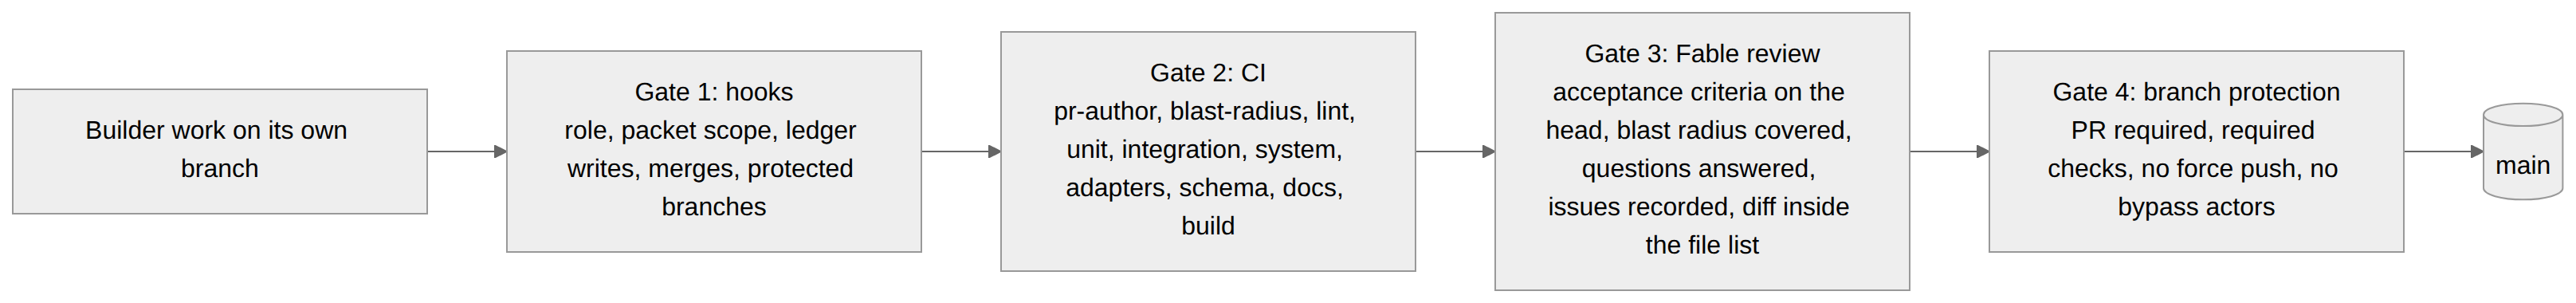 Builder work on its own
branch
Gate 1: hooks
role, packet scope, ledger
writes, merges, protected
branches
Gate 2: CI
pr-author, blast-radius, lint,
unit, integration, system,
adapters, schema, docs,
build
Gate 3: Fable review
acceptance criteria on the
head, blast radius covered,
questions answered,
issues recorded, diff inside
the file list
Gate 4: branch protection
PR required, required
checks, no force push, no
bypass actors
main